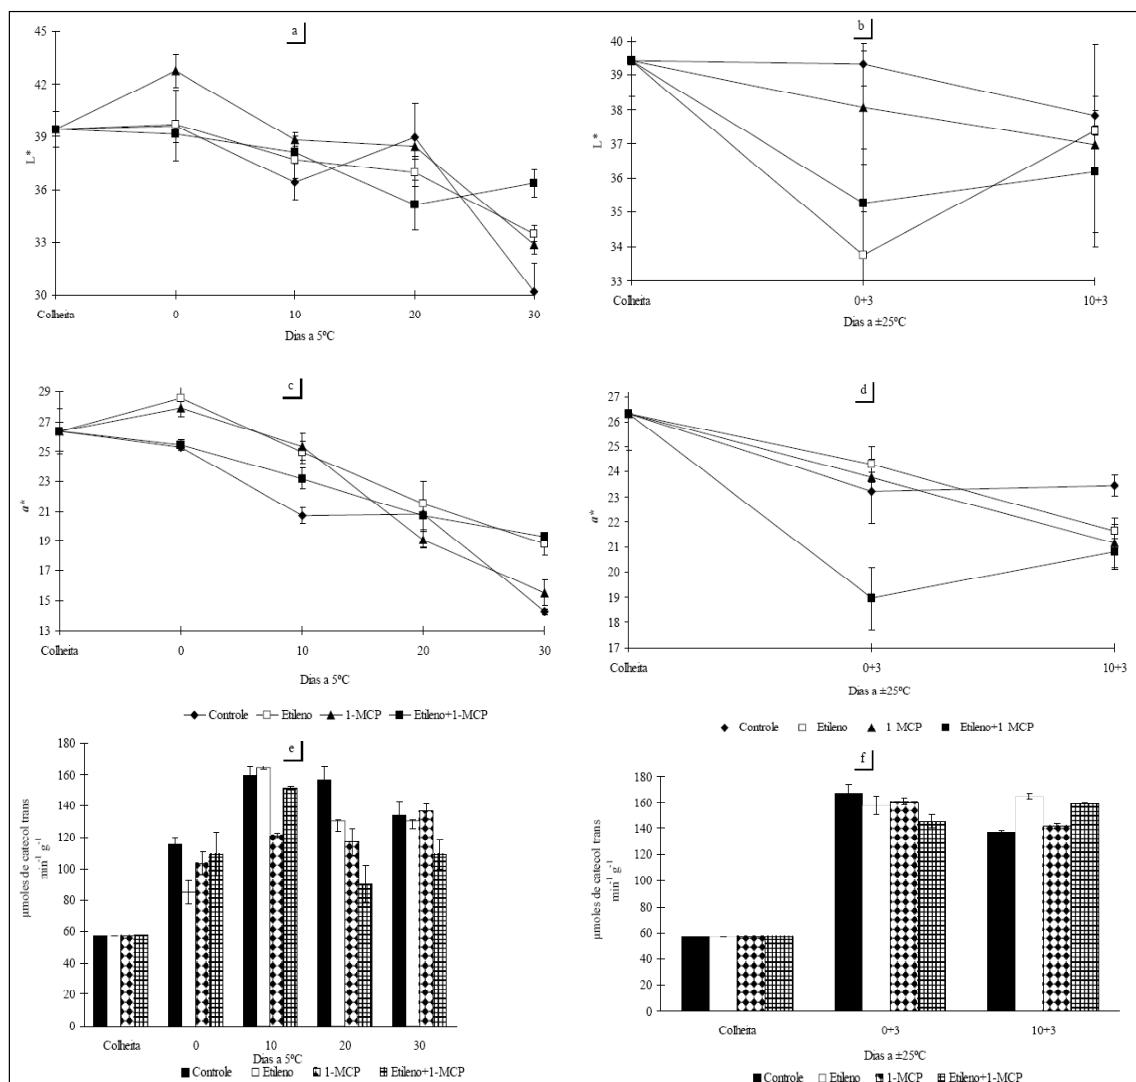 a
45
42
39
36
33
30
L*
Colheita 0 10 20 30
Dias a 5ºC
b
40
39
38
37
36
35
34
33
L*
Colheita 0+3 10+3
Dias a ±25ºC
c
29
27
25
23
21
19
17
15
13
a*
Colheita 0 10 20 30
Dias a 5ºC
d
27
26
25
24
23
22
21
20
19
18
17
a*
Colheita 0+3 10+3
Dias a ±25ºC
Controle Etileno 1-MCP Etileno+1-MCP
Controle Etileno 1 MCP Etileno+1 MCP
e
180
160
140
120
100
80
60
40
20
0
µmoles de catecol trans
min⁻¹ g⁻¹
Colheita 0 10 20 30
Dias a 5ºC
Controle Etileno 1-MCP Etileno+1-MCP
f
200
180
160
140
120
100
80
60
40
20
0
µmoles de catecol trans
min⁻¹ g⁻¹
Colheita 0+3 10+3
Dias a ±25ºC
Controle Etileno 1-MCP Etileno+1-MCP